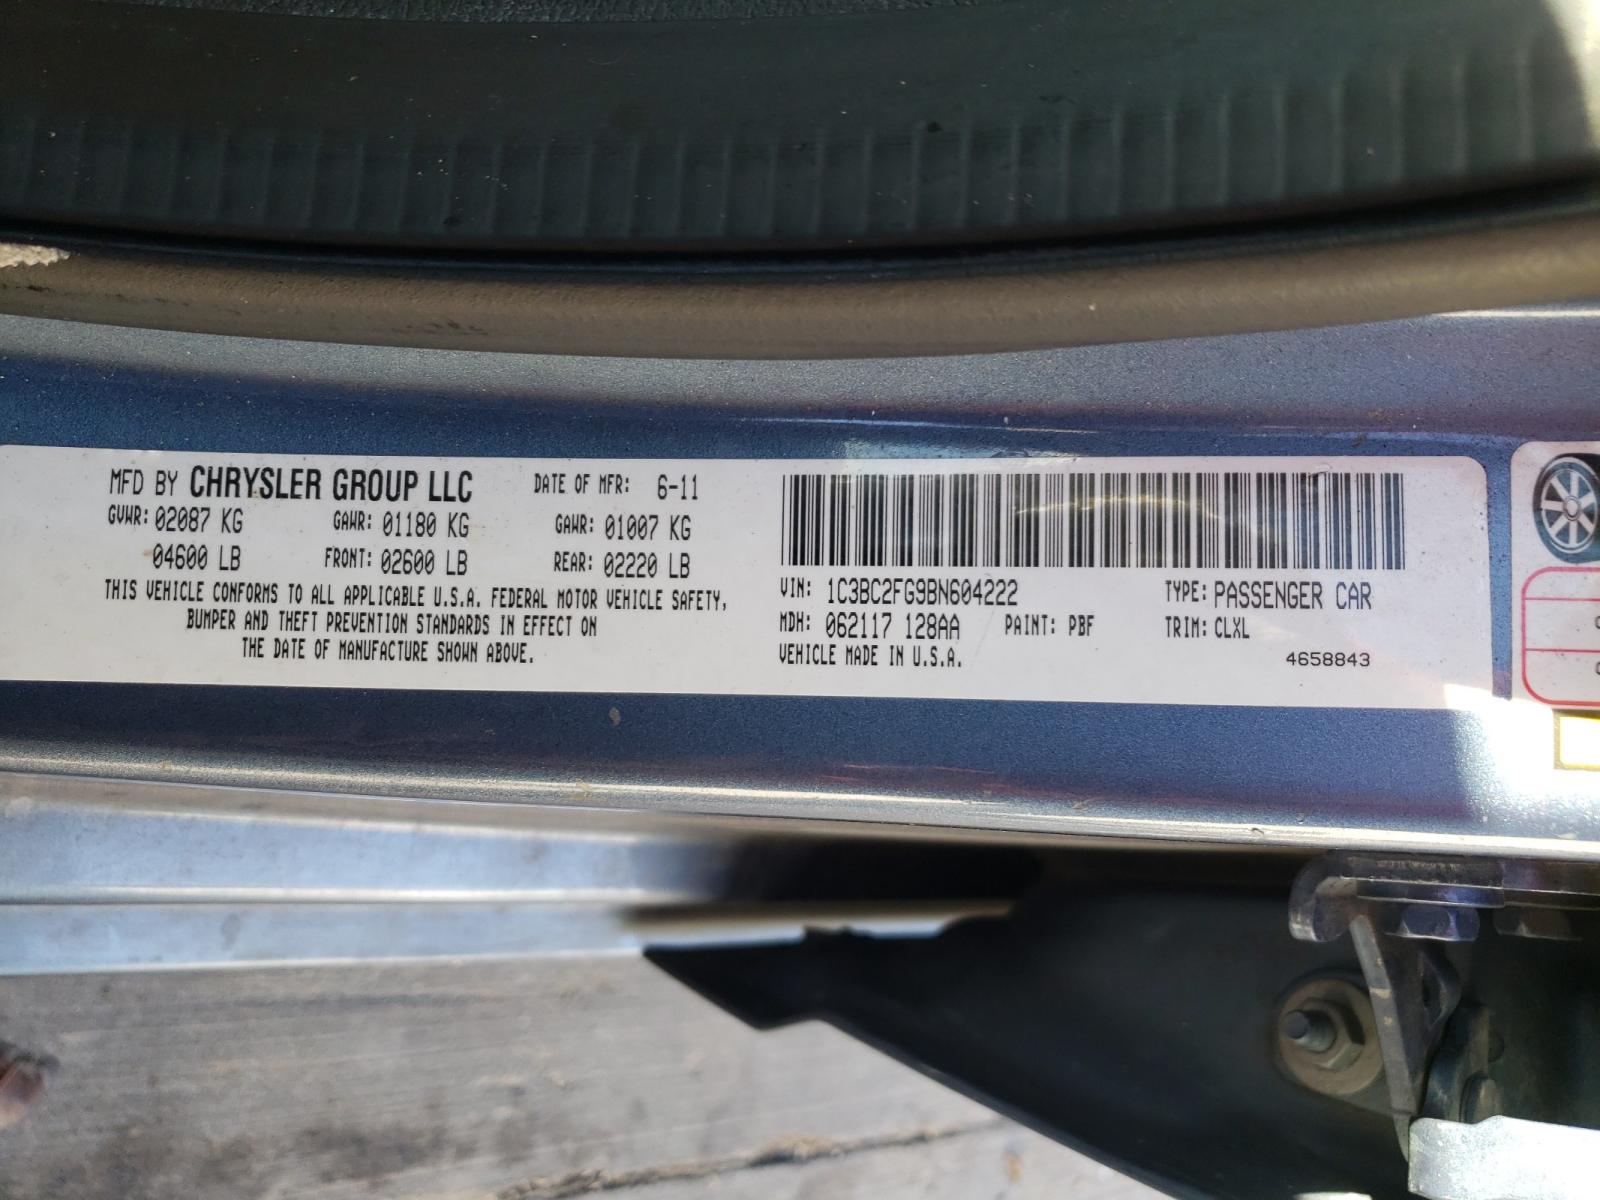 MFD BY CHRYSLER GROUP LLC DATE OF MFR: 6-11
GVWR: 02087 KG GAWR: 01180 KG GAWR: 01007 KG
04600 LB FRONT: 02600 LB REAR: 02220 LB
THIS VEHICLE CONFORMS TO ALL APPLICABLE U.S.A. FEDERAL MOTOR VEHICLE SAFETY,
BUMPER AND THEFT PREVENTION STANDARDS IN EFFECT ON
THE DATE OF MANUFACTURE SHOWN ABOVE.
VIN: 1C3BC2FG9BN604222 TYPE: PASSENGER CAR
MDH: 062117 128AA PAINT: PBF TRIM: CLXL
VEHICLE MADE IN U.S.A. 4658843